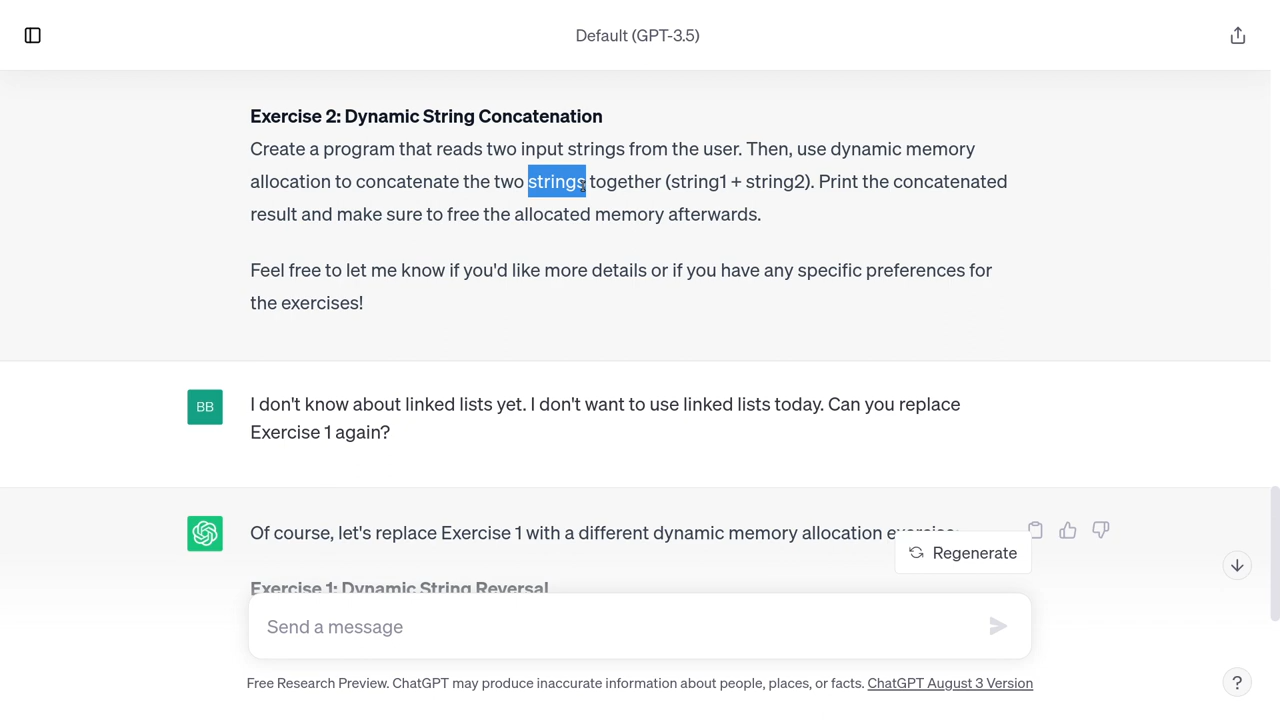 Default (GPT-3.5)
Exercise 2: Dynamic String Concatenation
Create a program that reads two input strings from the user. Then, use dynamic memory
allocation to concatenate the two strings together (string1 + string2). Print the concatenated
result and make sure to free the allocated memory afterwards.
Feel free to let me know if you'd like more details or if you have any specific preferences for
the exercises!
BB
I don't know about linked lists yet. I don't want to use linked lists today. Can you replace
Exercise 1 again?
Of course, let's replace Exercise 1 with a different dynamic memory allocation exercise:
Regenerate
Exercise 1: Dynamic String Reversal
Send a message
Free Research Preview. ChatGPT may produce inaccurate information about people, places, or facts. ChatGPT August 3 Version
?